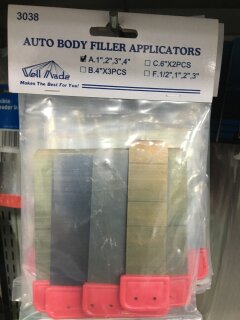 3038
AUTO BODY FILLER APPLICATORS
Well Made
Makes The Best For You!
A.1",2",3",4"
B.4"X3PCS
C.6"X2PCS
F.1/2",1",2",3"